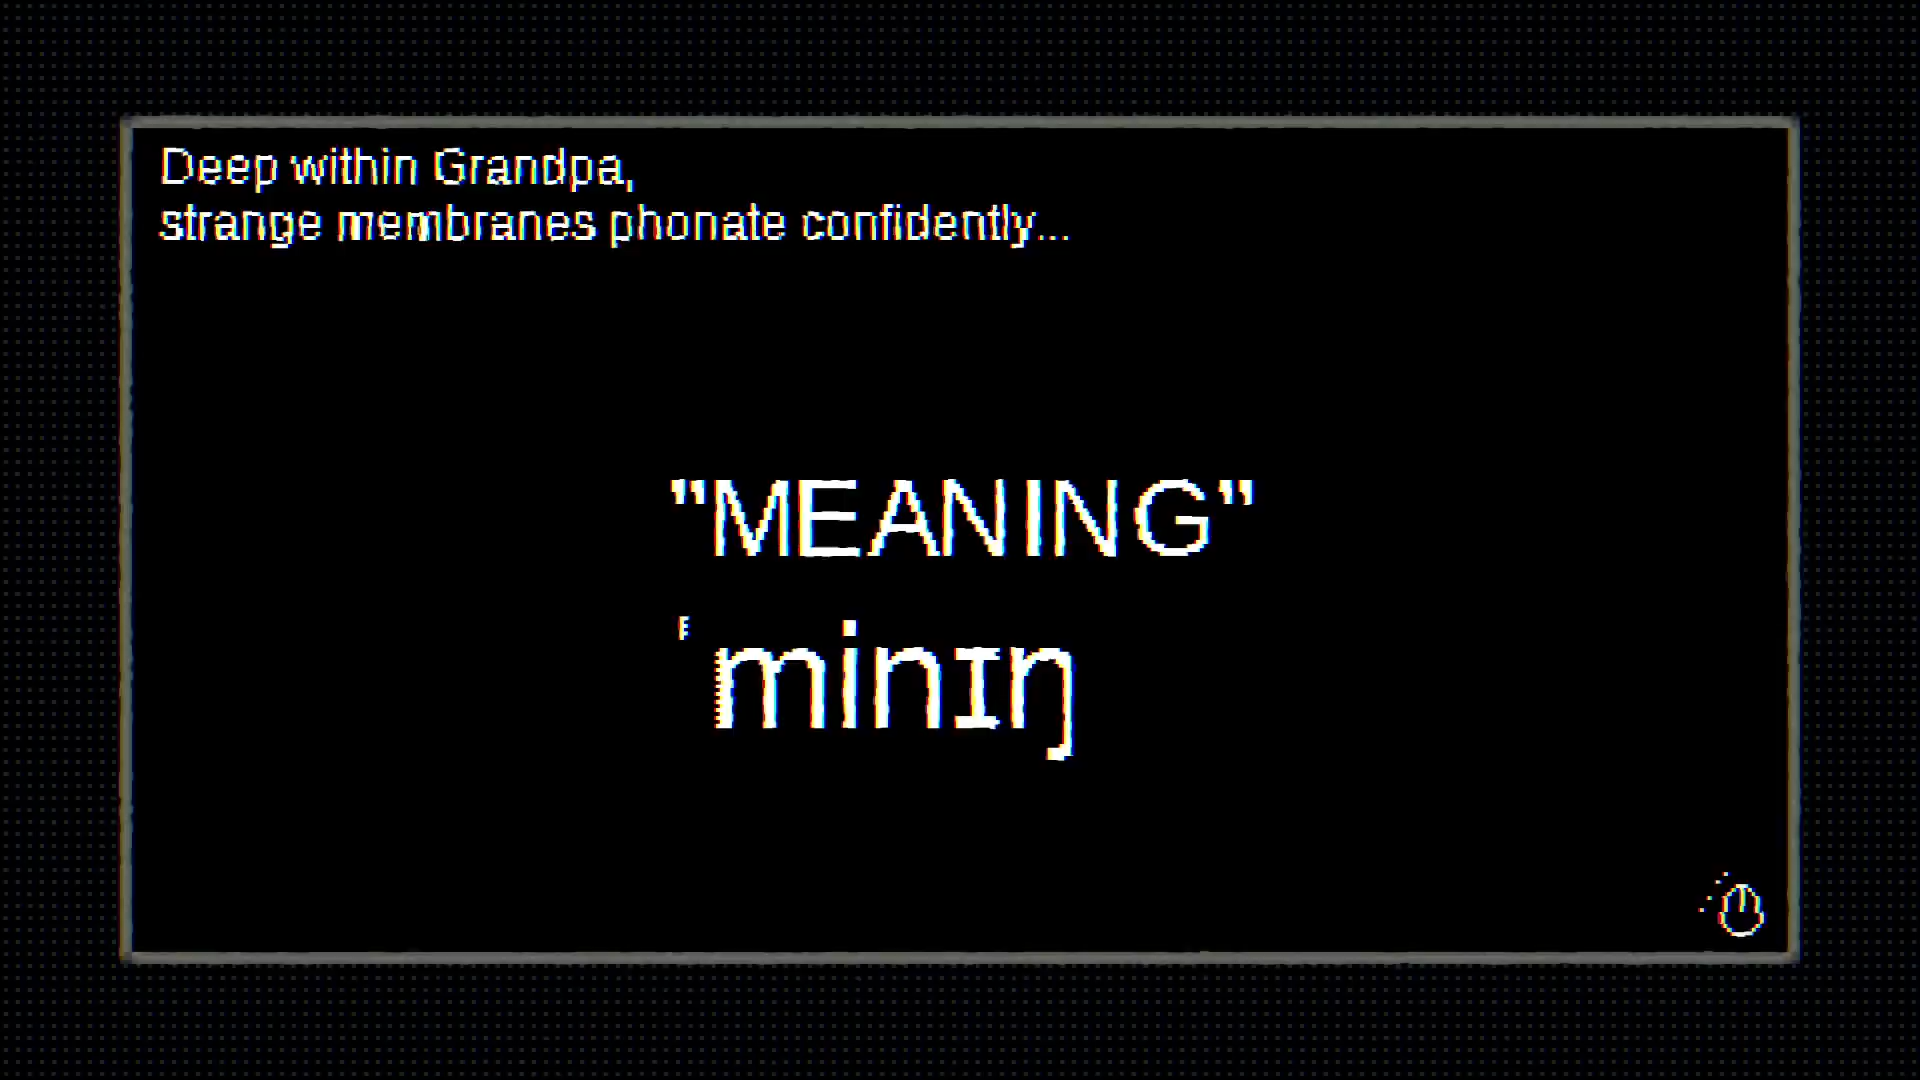 Deep within Grandpa,
strange membranes phonate confidently...
"MEANING"
ˈminɪŋ